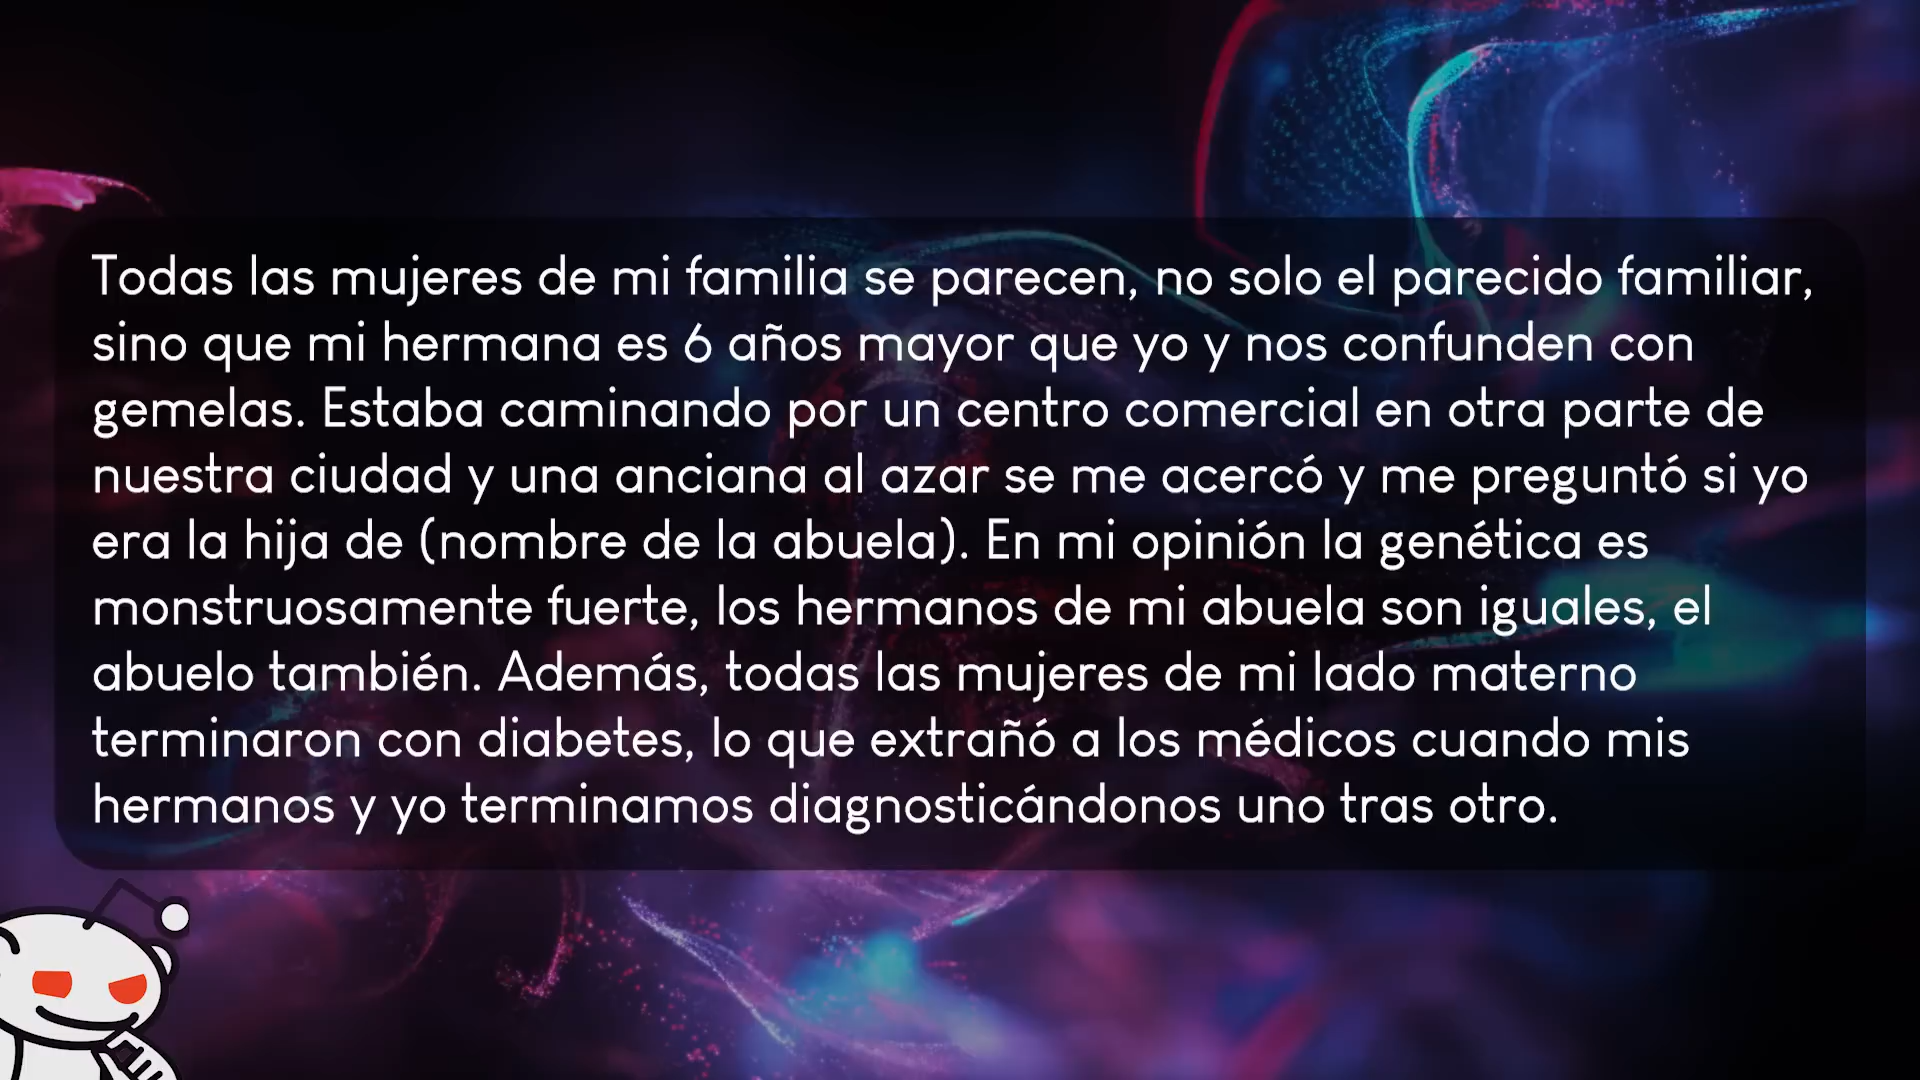 Todas las mujeres de mi familia se parecen, no solo el parecido familiar,
sino que mi hermana es 6 años mayor que yo y nos confunden con
gemelas. Estaba caminando por un centro comercial en otra parte de
nuestra ciudad y una anciana al azar se me acercó y me preguntó si yo
era la hija de (nombre de la abuela). En mi opinión la genética es
monstruosamente fuerte, los hermanos de mi abuela son iguales, el
abuelo también. Además, todas las mujeres de mi lado materno
terminaron con diabetes, lo que extrañó a los médicos cuando mis
hermanos y yo terminamos diagnosticándonos uno tras otro.